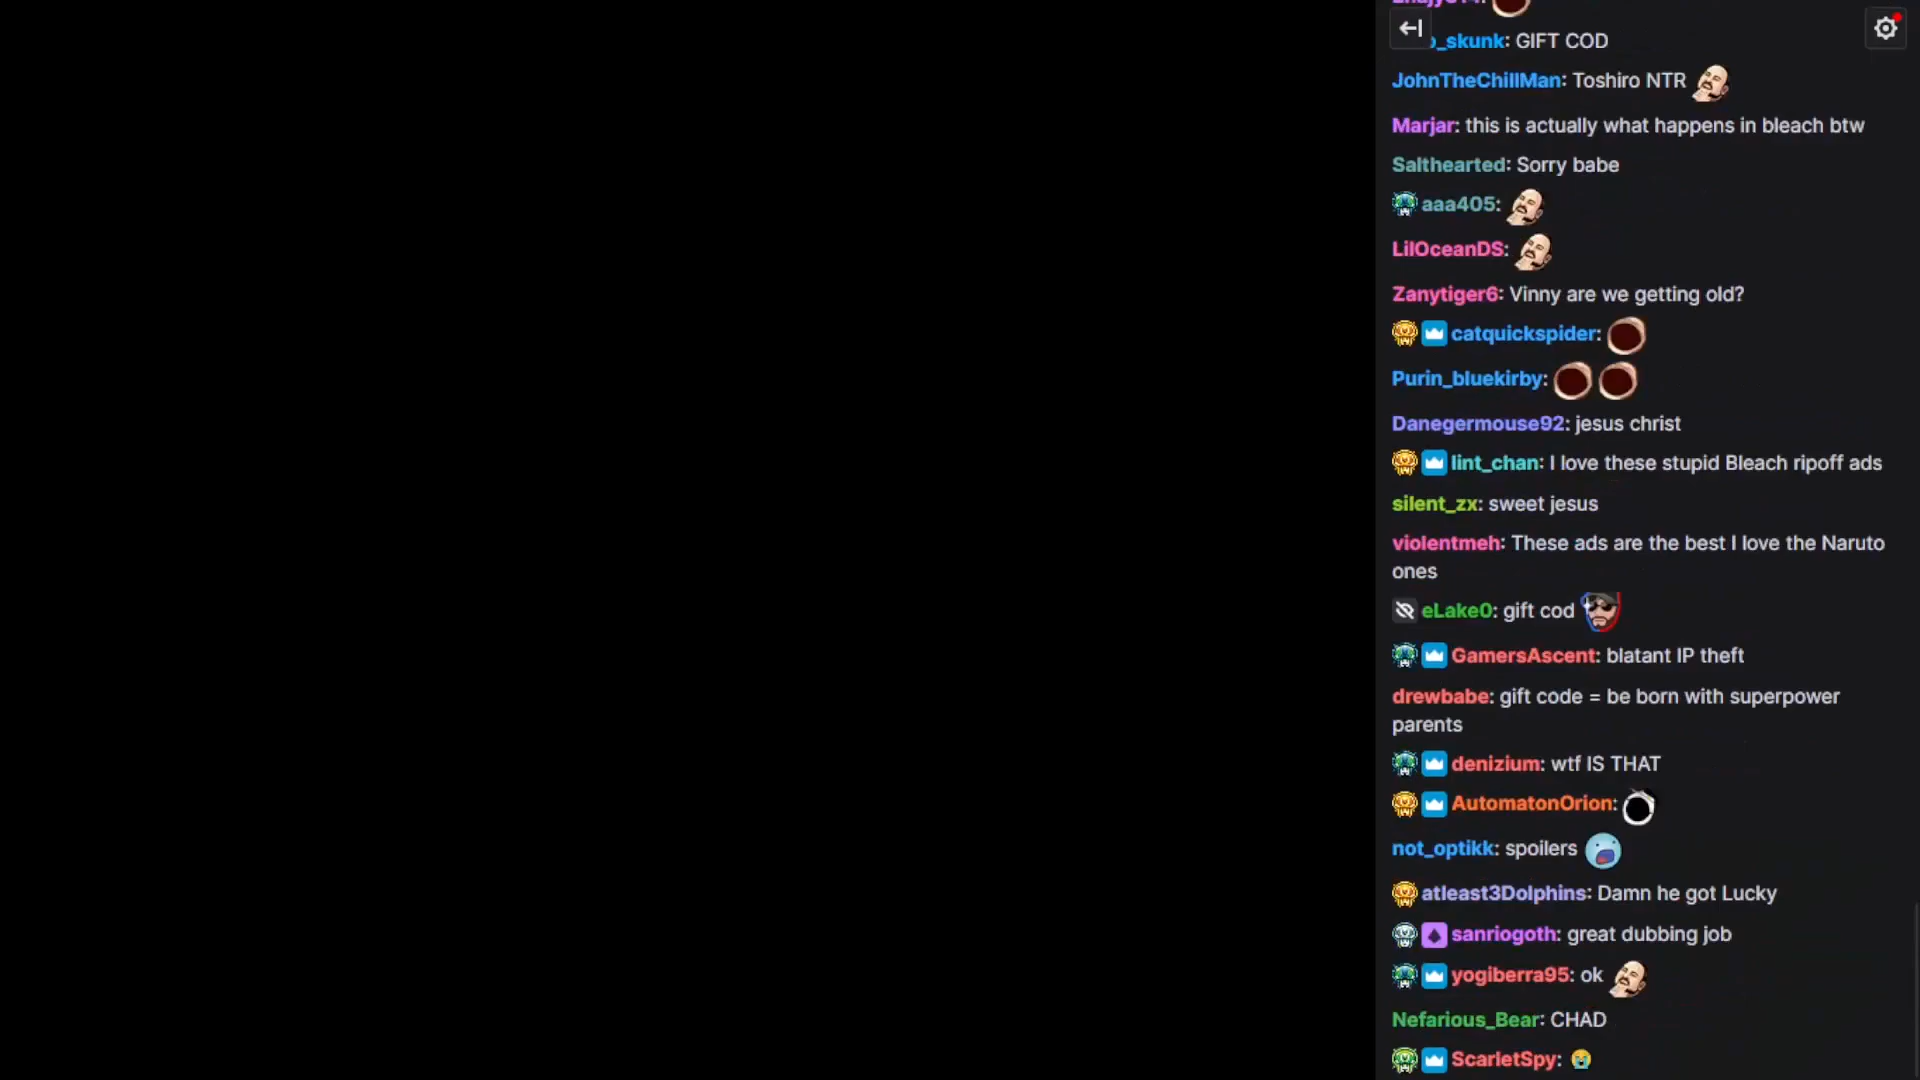 _skunk: GIFT COD
JohnTheChillMan: Toshiro NTR
Marjar: this is actually what happens in bleach btw
Salthearted: Sorry babe
aaa405:
LilOceanDS:
Zanytiger6: Vinny are we getting old?
catquickspider:
Purin_bluekirby:
Danegermouse92: jesus christ
lint_chan: I love these stupid Bleach ripoff ads
silent_zx: sweet jesus
violentmeh: These ads are the best I love the Naruto
ones
eLake0: gift cod
GamersAscent: blatant IP theft
drewbabe: gift code = be born with superpower
parents
denizium: wtf IS THAT
AutomatonOrion:
not_optikk: spoilers
atleast3Dolphins: Damn he got Lucky
sanriogoth: great dubbing job
yogiberra95: ok
Nefarious_Bear: CHAD
ScarletSpy: 😭